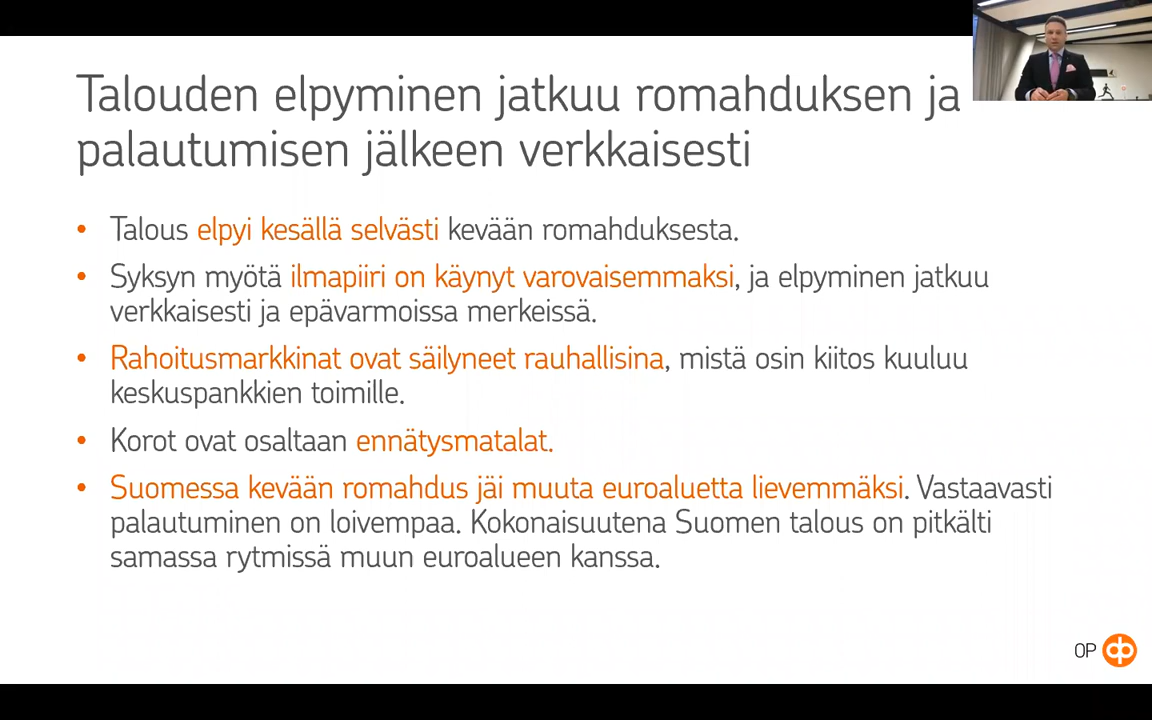 Talouden elpyminen jatkuu romahduksen ja
palautumisen jälkeen verkkaisesti
• Talous elpyi kesällä selvästi kevään romahduksesta.
• Syksyn myötä ilmapiiri on käynyt varovaisemmaksi, ja elpyminen jatkuu
verkkaisesti ja epävarmoissa merkeissä.
• Rahoitusmarkkinat ovat säilyneet rauhallisina, mistä osin kiitos kuuluu
keskuspankkien toimille.
• Korot ovat osaltaan ennätysmatalat.
• Suomessa kevään romahdus jäi muuta euroaluetta lievemmäksi. Vastaavasti
palautuminen on loivempaa. Kokonaisuutena Suomen talous on pitkälti
samassa rytmissä muun euroalueen kanssa.
OP